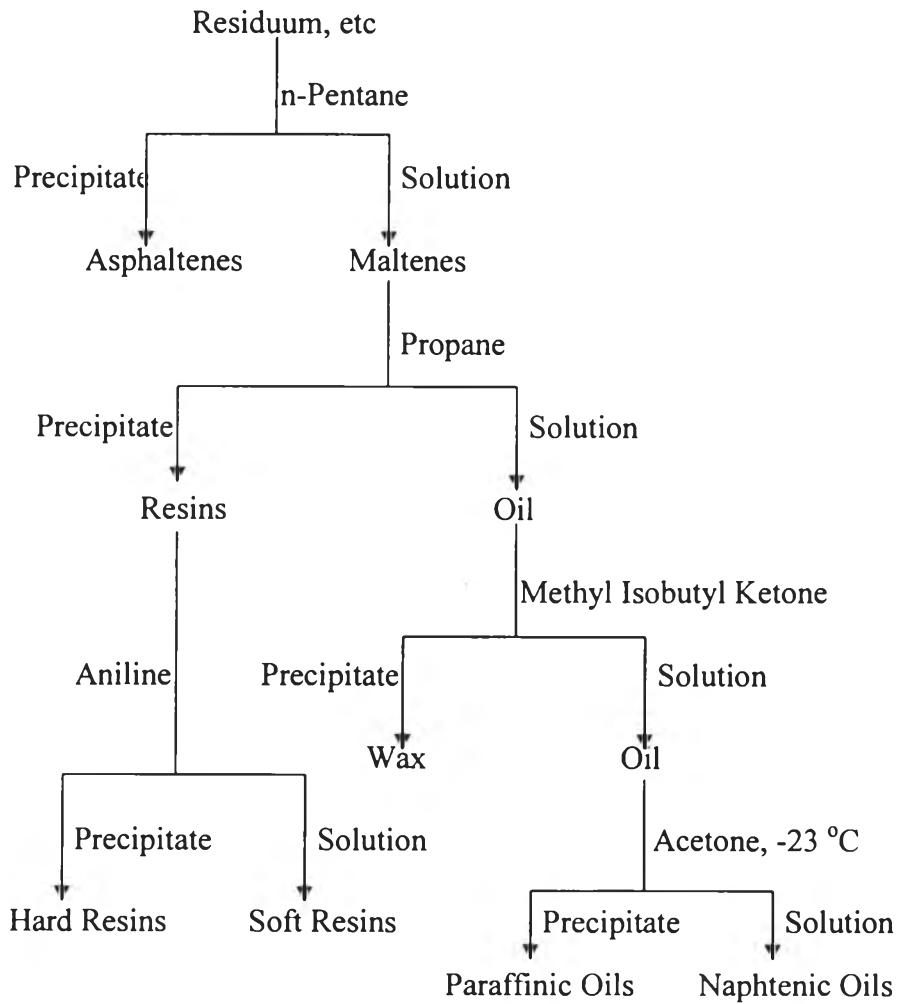 Residuum, etc
n-Pentane
Precipitate
Solution
Asphaltenes
Maltenes
Propane
Precipitate
Solution
Resins
Oil
Methyl Isobutyl Ketone
Aniline
Precipitate
Solution
Wax
Oil
Precipitate
Solution
Acetone, -23 °C
Hard Resins
Soft Resins
Precipitate
Solution
Paraffinic Oils
Naphtenic Oils